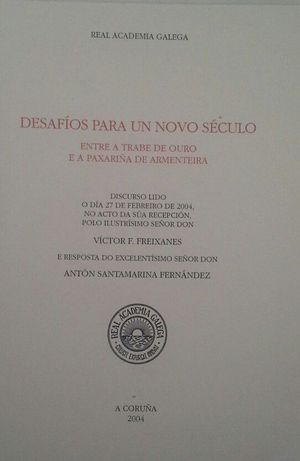 REAL ACADEMIA GALEGA
DESAFÍOS PARA UN NOVO SÉCULO
ENTRE A TRABE DE OURO
E A PAXARIÑA DE ARMENTEIRA
DISCURSO LIDO
O DÍA 27 DE FEBREIRO DE 2004,
NO ACTO DA SÚA RECEPCIÓN,
POLO ILUSTRÍSIMO SEÑOR DON
VÍCTOR F. FREIXANES
E RESPOSTA DO EXCELENTÍSIMO SEÑOR DON
ANTÓN SANTAMARINA FERNÁNDEZ
REAL ACADEMIA GALLEGA
A CORUÑA
2004